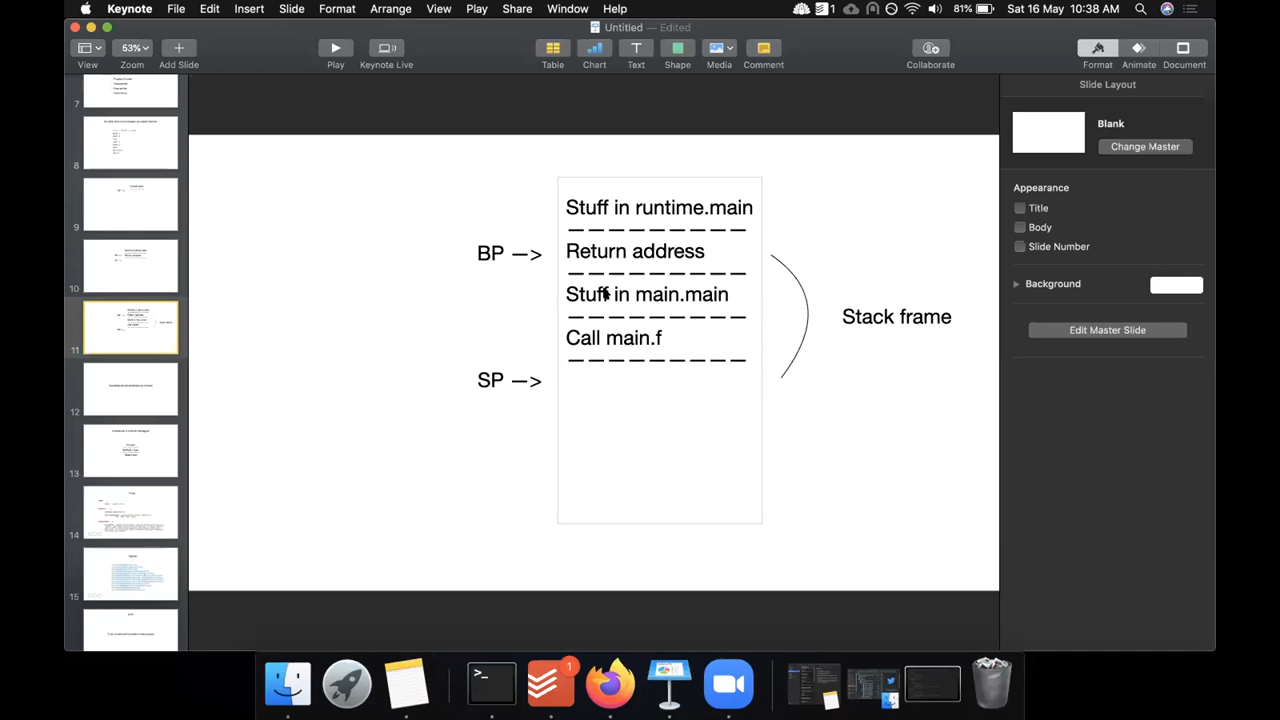 Keynote File Edit Insert Slide Format Arrange View Play Share Window Help 91% Sat 16 May 10:38 AM
Untitled — Edited
53%
View Zoom Add Slide Play Keynote Live Table Chart Text Shape Media Comment Collaborate Format Animate Document
Slide Layout
Blank
Change Master
Appearance
Title
Body
Slide Number
Background
Edit Master Slide
7
8
9
10
11
12
13
14
15
Stuff in runtime.main
BP —> Return address
Stuff in main.main
Stack frame
Call main.f
SP —>
1